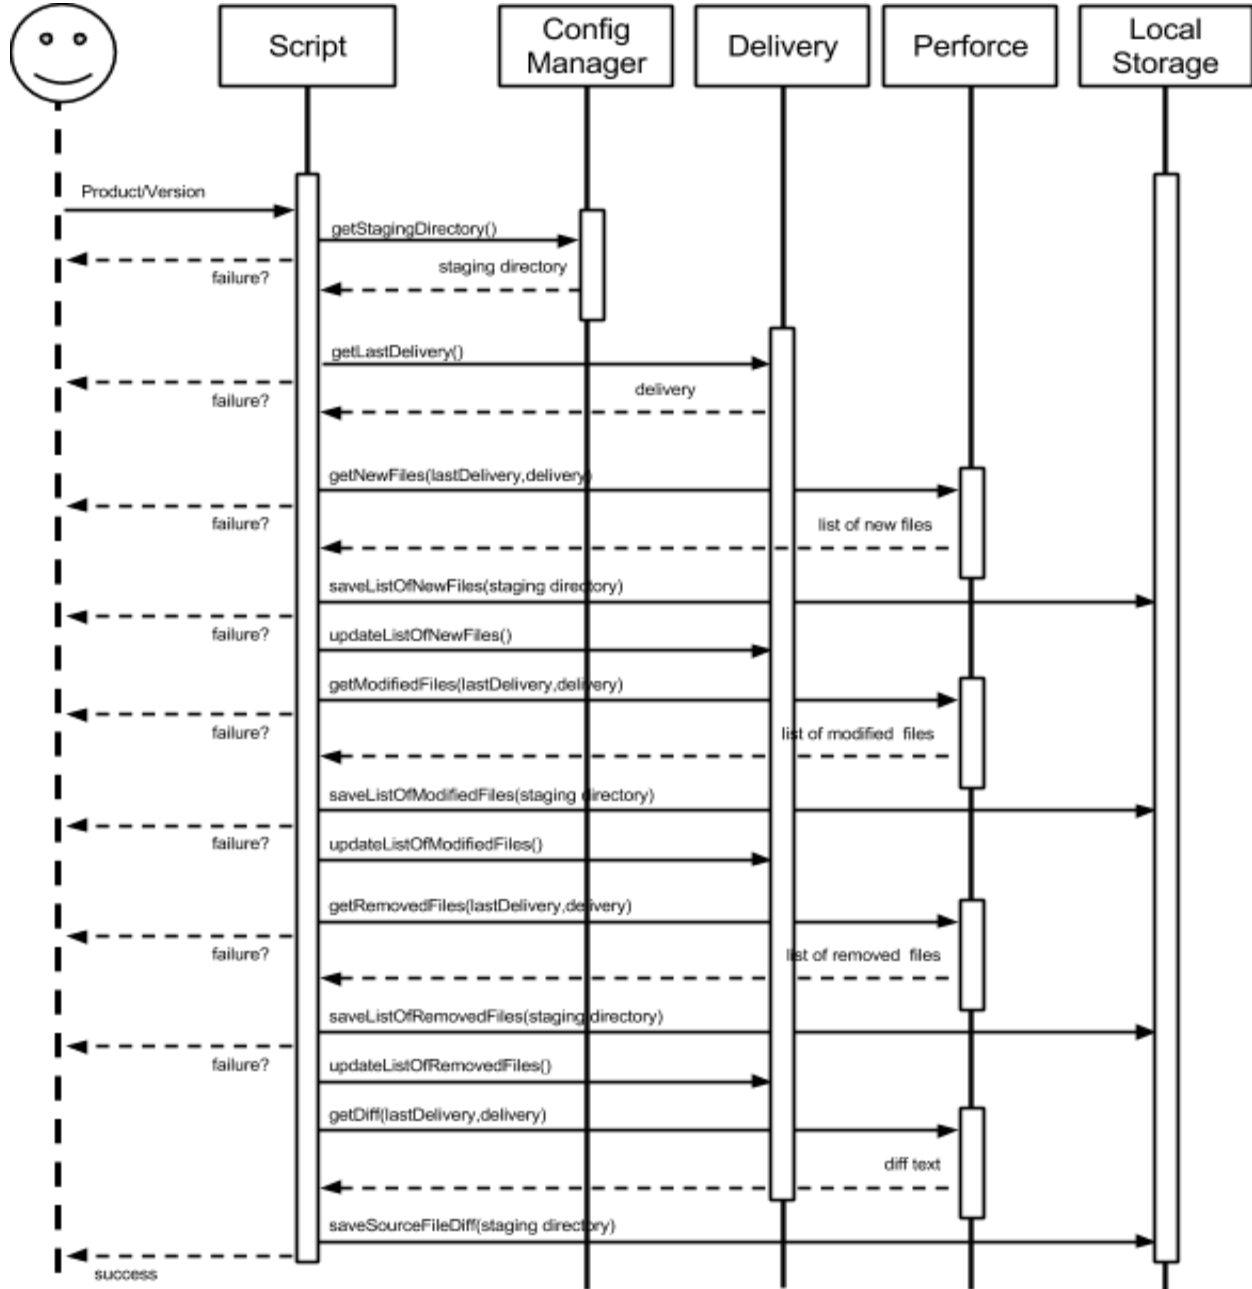 Script
Config
Manager
Delivery
Perforce
Local
Storage
Product/Version
getStagingDirectory()
failure?
staging directory
getLastDelivery()
failure?
delivery
getNewFiles(lastDelivery,delivery)
failure?
list of new files
saveListOfNewFiles(staging directory)
failure?
updateListOfNewFiles()
getModifiedFiles(lastDelivery,delivery)
failure?
list of modified files
saveListOfModifiedFiles(staging directory)
failure?
updateListOfModifiedFiles()
getRemovedFiles(lastDelivery,delivery)
failure?
list of removed files
saveListOfRemovedFiles(staging directory)
failure?
updateListOfRemovedFiles()
getDiff(lastDelivery,delivery)
diff text
saveSourceFileDiff(staging directory)
success